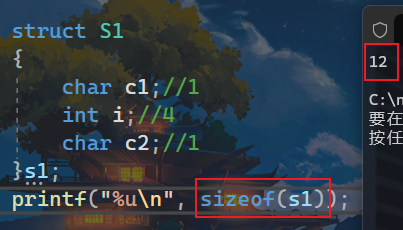 struct S1
{
char c1;//1
int i;//4
char c2;//1
}s1;
printf("%u\n", sizeof(s1));
12
C:\
要在
按任